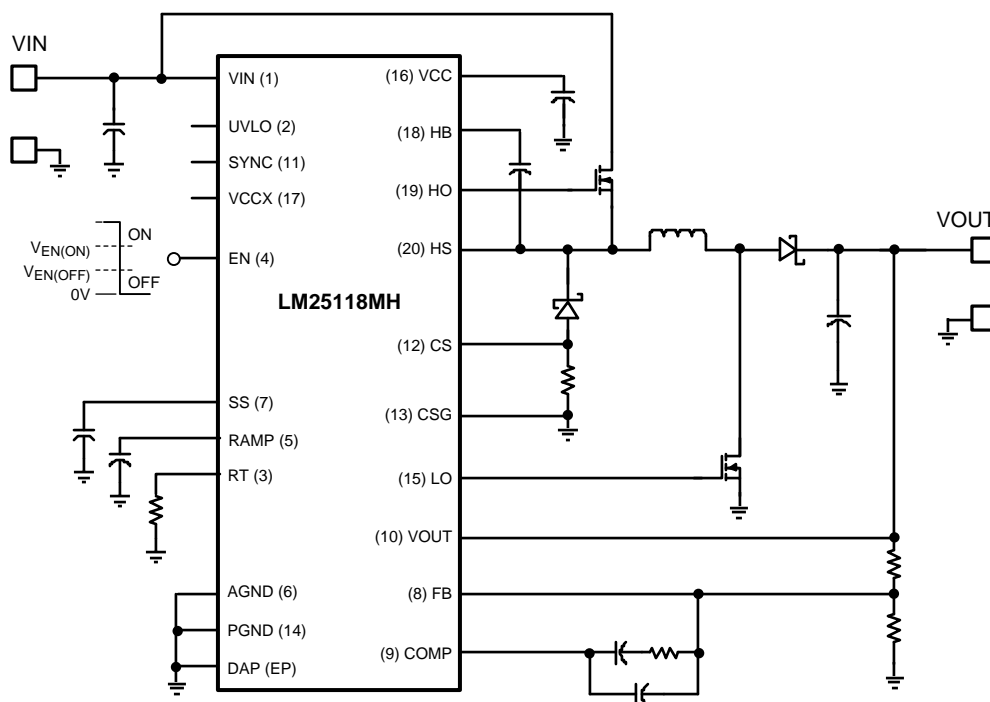 VIN
VOUT
LM25118MH
VIN (1)
UVLO (2)
SYNC (11)
VCCX (17)
EN (4)
SS (7)
RAMP (5)
RT (3)
AGND (6)
PGND (14)
DAP (EP)
(16) VCC
(18) HB
(19) HO
(20) HS
(12) CS
(13) CSG
(15) LO
(10) VOUT
(8) FB
(9) COMP
ON
VEN(ON)
VEN(OFF)
OFF
0V